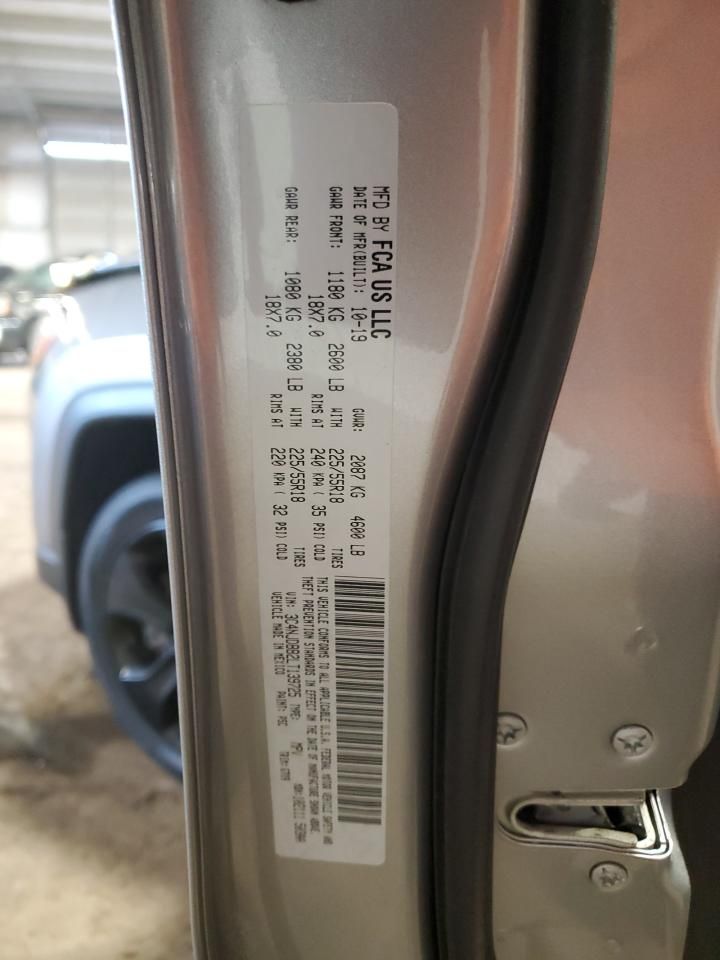 MFD BY FCA US LLC
DATE OF MFR(BUILT): 10-19 GVWR: 2087 KG 4600 LB
GAWR FRONT: 1180 KG 2600 LB WITH 225/55R18 TIRES
18X7.0 RIMS AT 240 KPA ( 35 PSI) COLD
GAWR REAR: 1080 KG 2380 LB WITH 225/55R18 TIRES
18X7.0 RIMS AT 220 KPA ( 32 PSI) COLD
THIS VEHICLE CONFORMS TO ALL APPLICABLE U.S.A. FEDERAL MOTOR VEHICLE SAFETY AND
THEFT PREVENTION STANDARDS IN EFFECT ON THE DATE OF MANUFACTURE SHOWN ABOVE.
VIN: 3C4NJDBB2LT139725 TYPE: MPV
VEHICLE MADE IN MEXICO PAINT: PSC